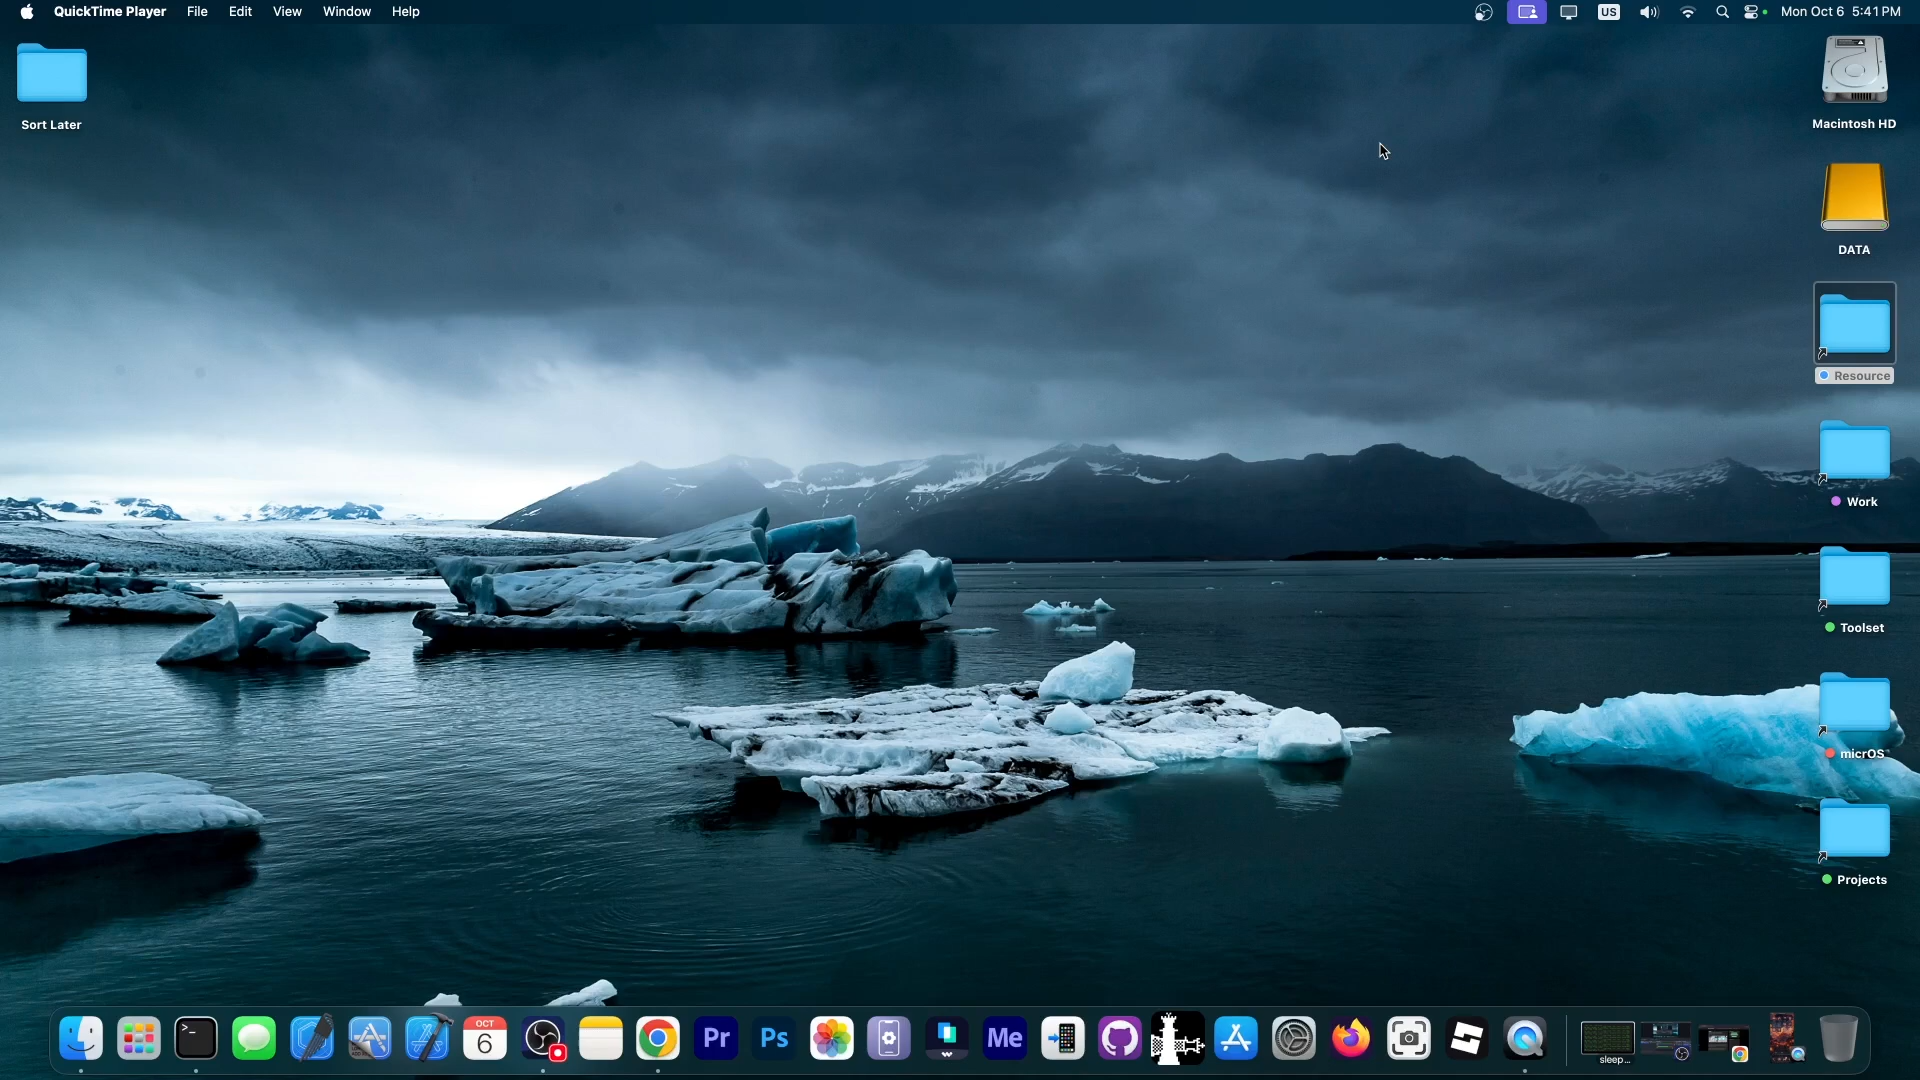 QuickTime Player File Edit View Window Help US Mon Oct 6 5:41 PM
Sort Later
Macintosh HD
DATA
Resource
Work
Toolset
micrOS
Projects
>_
OCT
6
Pr
Ps
Me
sleep...